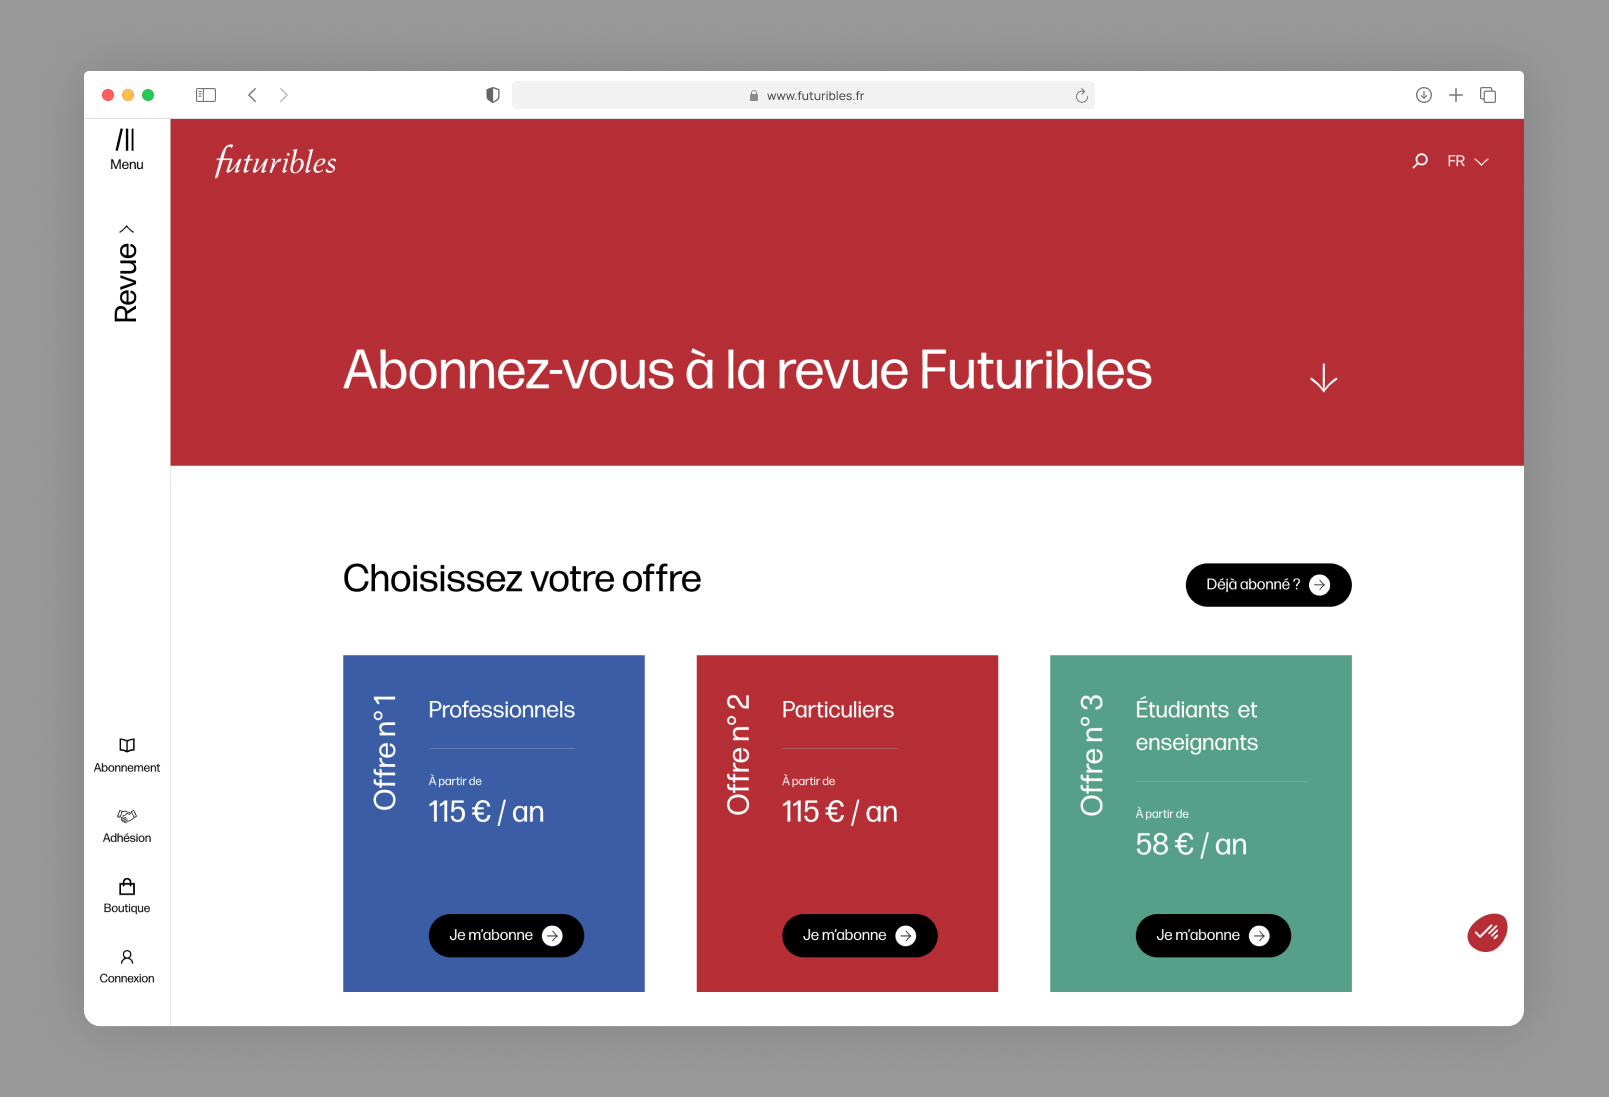 www.futuribles.fr
Menu
Revue
futuribles
FR
Abonnez-vous à la revue Futuribles
Choisissez votre offre
Déjà abonné ?
Offre n° 1
Professionnels
À partir de
115 € / an
Je m’abonne
Offre n° 2
Particuliers
À partir de
115 € / an
Je m’abonne
Offre n° 3
Étudiants et
enseignants
À partir de
58 € / an
Je m’abonne
Abonnement
Adhésion
Boutique
Connexion